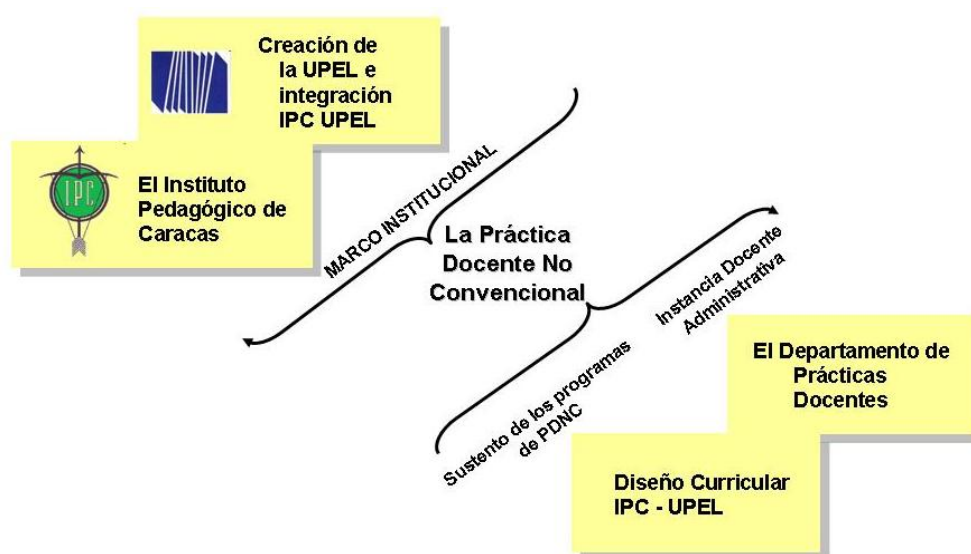 Creación de
la UPEL e
integración
IPC UPEL
IPC
El Instituto
Pedagógico de
Caracas
MARCO INSTITUCIONAL
La Práctica
Docente No
Convencional
Instancia Docente
Administrativa
Sustento de los programas
de PDNC
El Departamento de
Prácticas
Docentes
Diseño Curricular
IPC - UPEL